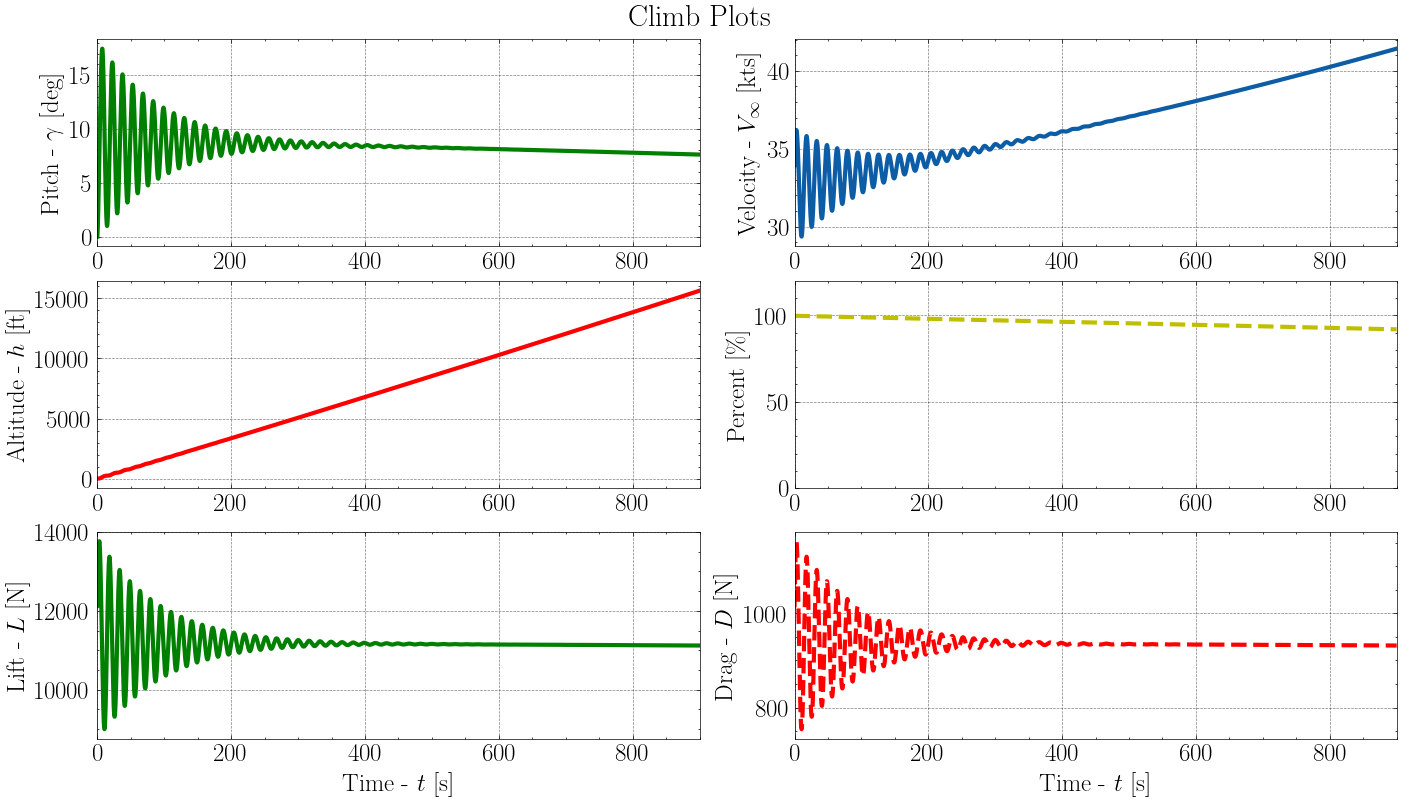 Climb Plots
Pitch - γ [deg]
15
10
5
0
0 200 400 600 800
Velocity - V∞ [kts]
40
35
30
0 200 400 600 800
Altitude - h [ft]
15000
10000
5000
0
0 200 400 600 800
Percent [%]
100
50
0
0 200 400 600 800
Lift - L [N]
14000
12000
10000
0 200 400 600 800
Time - t [s]
Drag - D [N]
1000
800
0 200 400 600 800
Time - t [s]